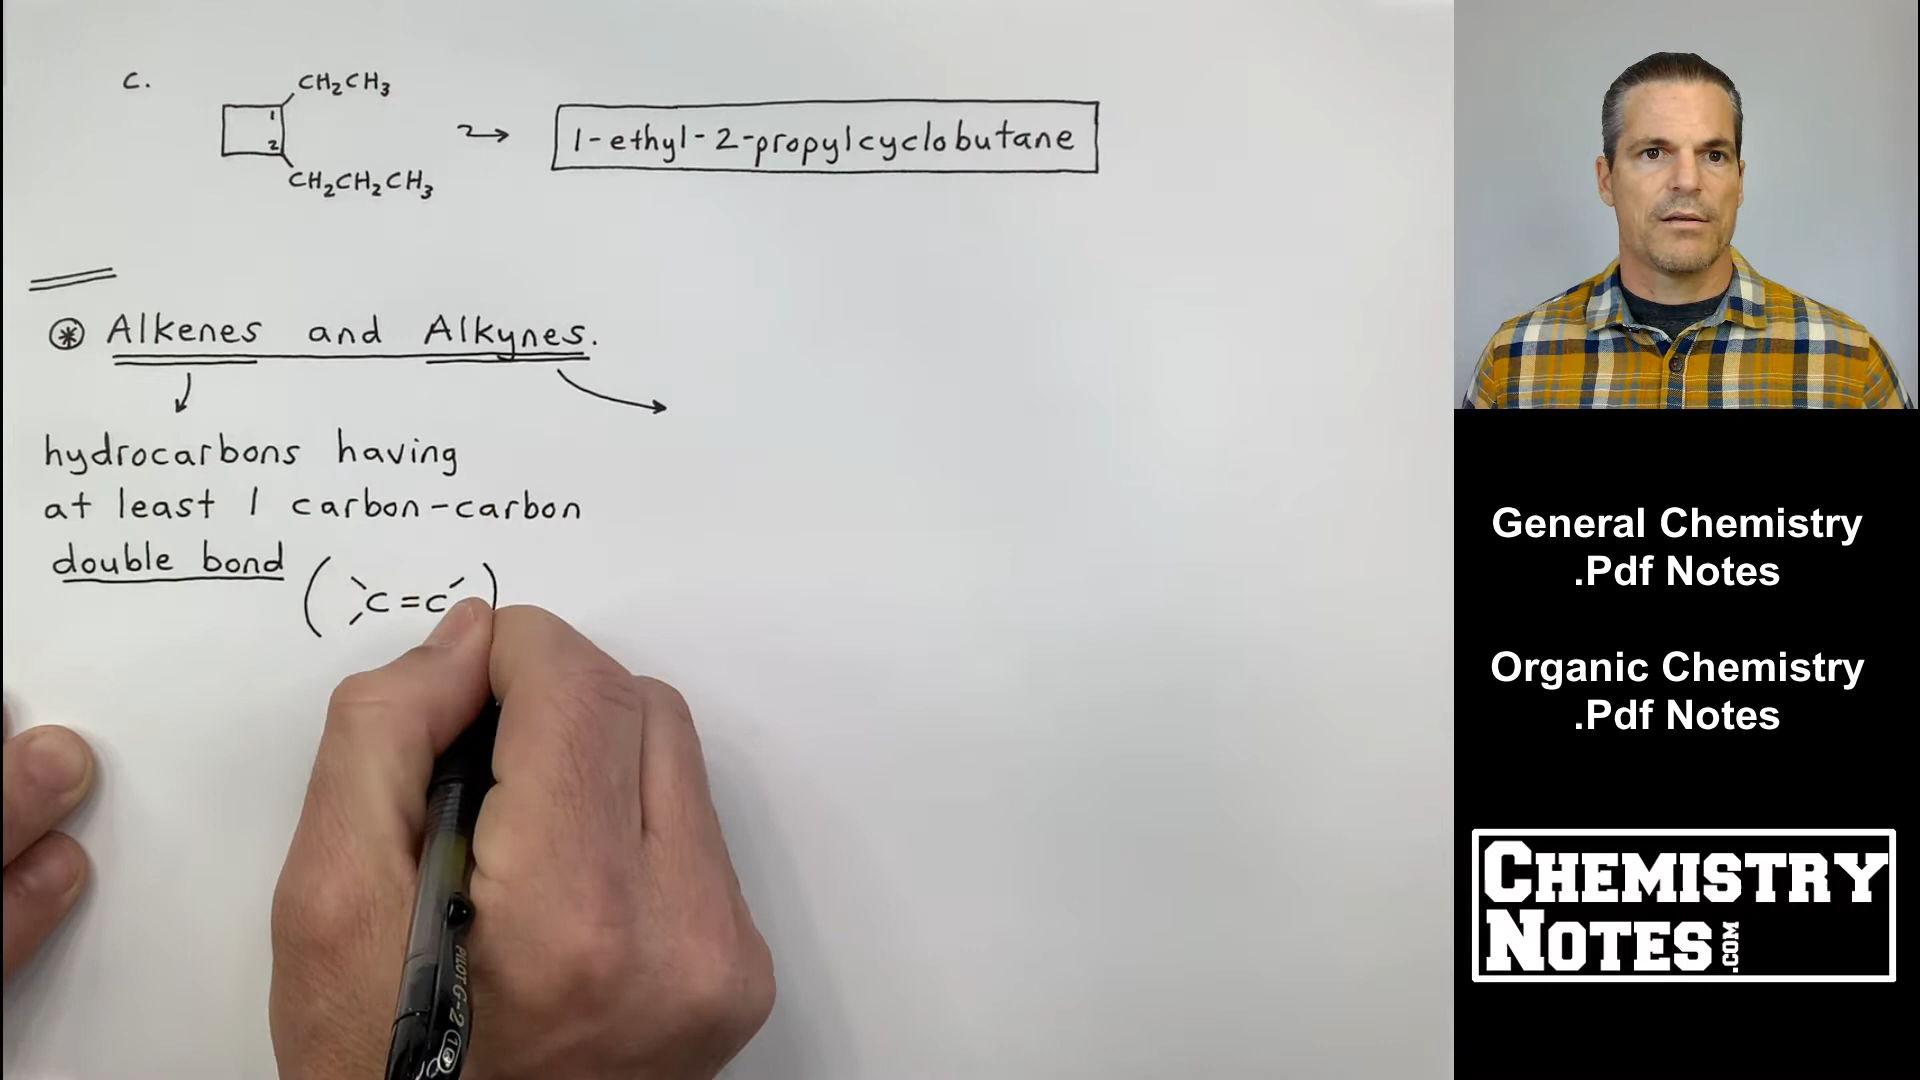 c.
CH₂CH₃
1
2
CH₂CH₂CH₃
1-ethyl-2-propylcyclobutane
Alkenes and Alkynes.
hydrocarbons having
at least 1 carbon-carbon
double bond ( C=C )
PILOT G-2 10
General Chemistry
.Pdf Notes
Organic Chemistry
.Pdf Notes
CHEMISTRY
NOTES.COM